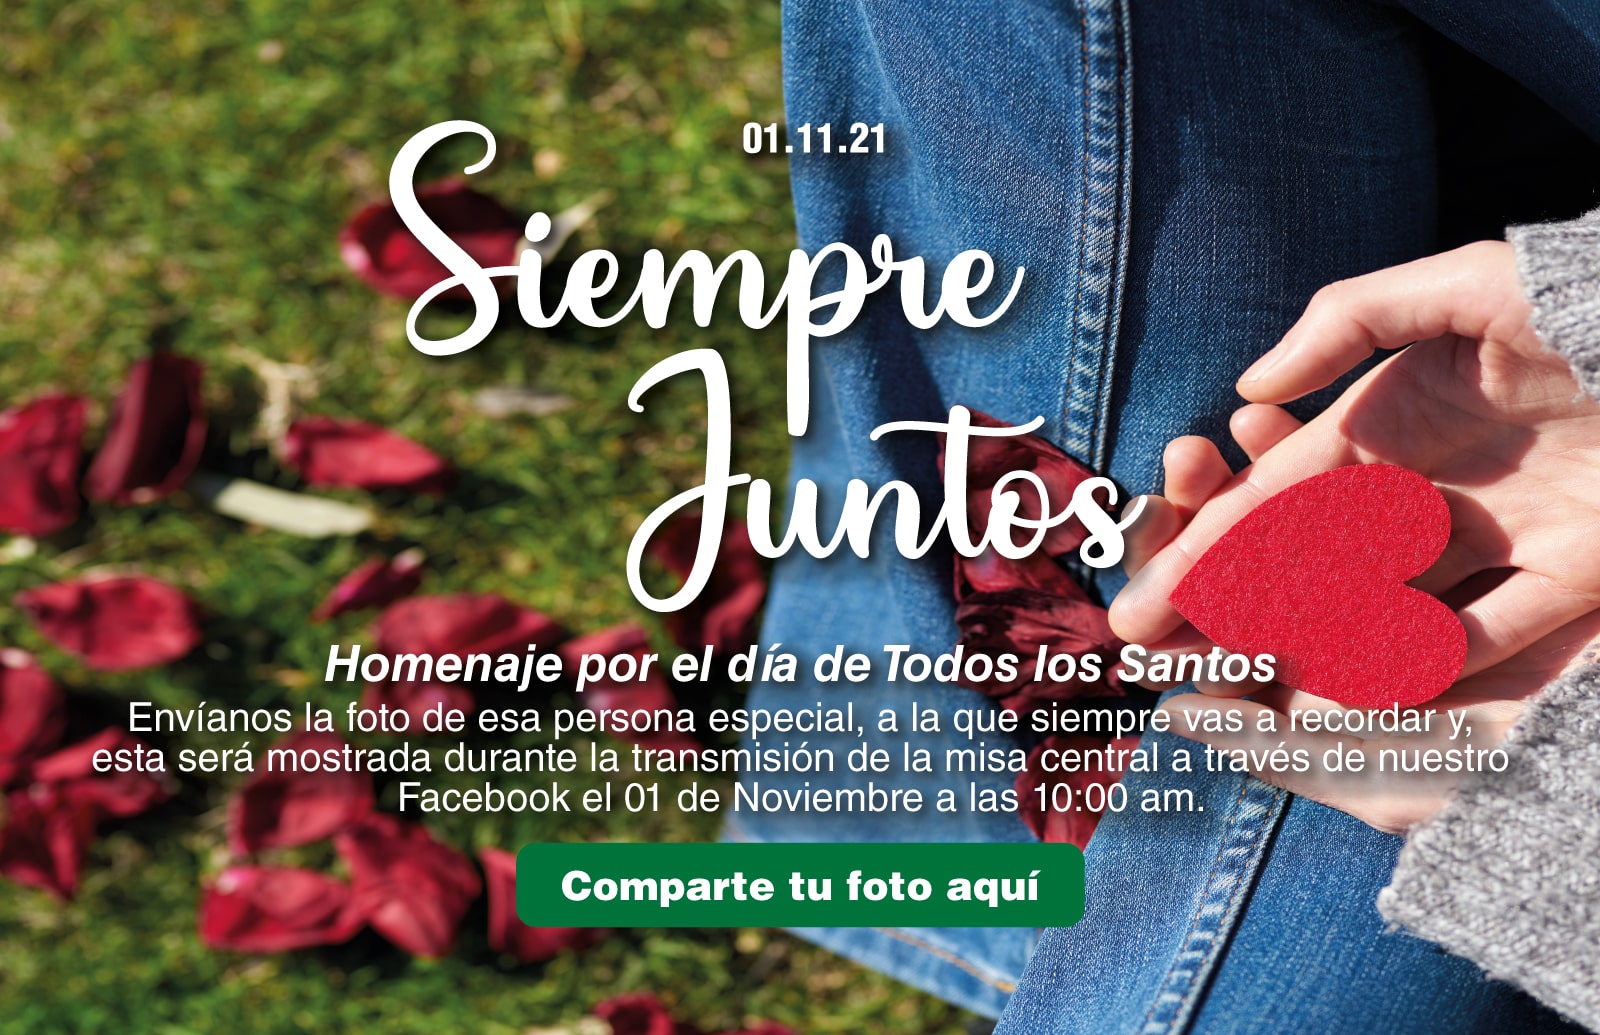 01.11.21
Siempre
Juntos
Homenaje por el día de Todos los Santos
Envíanos la foto de esa persona especial, a la que siempre vas a recordar y,
esta será mostrada durante la transmisión de la misa central a través de nuestro
Facebook el 01 de Noviembre a las 10:00 am.
Comparte tu foto aquí